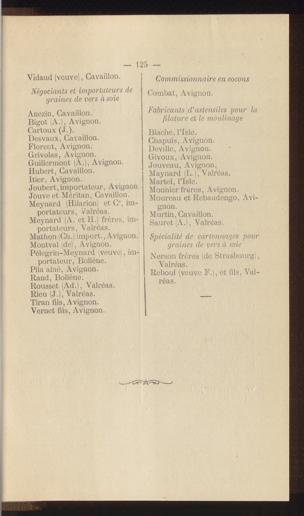 — 125 —
Vidaud (veuve), Cavaillon.
Négociants et importateurs de
graines de vers à soie
Anezin, Cavaillon.
Bigot (A.), Avignon.
Cartoux (J.).
Desvaux, Cavaillon.
Florent, Avignon.
Grivolas, Avignon.
Guillermont (A.), Avignon.
Hubert, Cavaillon.
Itier, Avignon.
Joubert, importateur, Avignon
Jouve et Méritan, Cavaillon.
Meynard (Hilarion) et Cⁱᵉ, im-
portateurs, Valréas.
Meynard (A. et H.) frères, im-
portateurs, Valréas.
Mathon (Ch.) import., Avignon.
Montval (de), Avignon.
Pélegrin-Meynard (veuve), im-
portateur, Bollène.
Pila aîné, Avignon.
Rand, Bollène.
Rousset (Ad.), Valréas.
Rieu (J.), Valréas.
Tiran fils, Avignon.
Vernet fils, Avignon.
Commissionnaire en cocons
Combat, Avignon.
Fabricants d'ustensiles pour la
filature et le moulinage
Blache, l'Isle.
Chapuis, Avignon.
Deville, Avignon.
Givoux, Avignon.
Jouveau, Avignon,
Maynard (L.), Valréas.
Martel, l'Isle.
Monnier frères, Avignon.
Moureau et Rebaudengo, Avi-
gnon.
Murtin, Cavaillon.
Sauret (A.), Valréas.
Spécialité de cartonnages pour
graines de vers à soie
Nerson frères (de Strasbourg),
Valréas.
Reboul (veuve F.), et fils, Val-
réas.